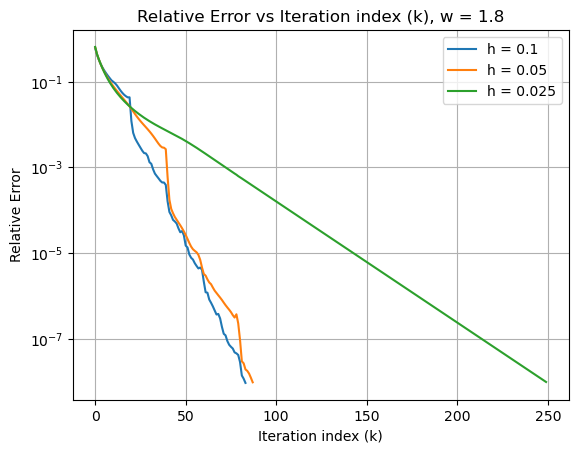 Relative Error vs Iteration index (k), w = 1.8
h = 0.1
h = 0.05
h = 0.025
Relative Error
10⁻¹
10⁻³
10⁻⁵
10⁻⁷
0 50 100 150 200 250
Iteration index (k)